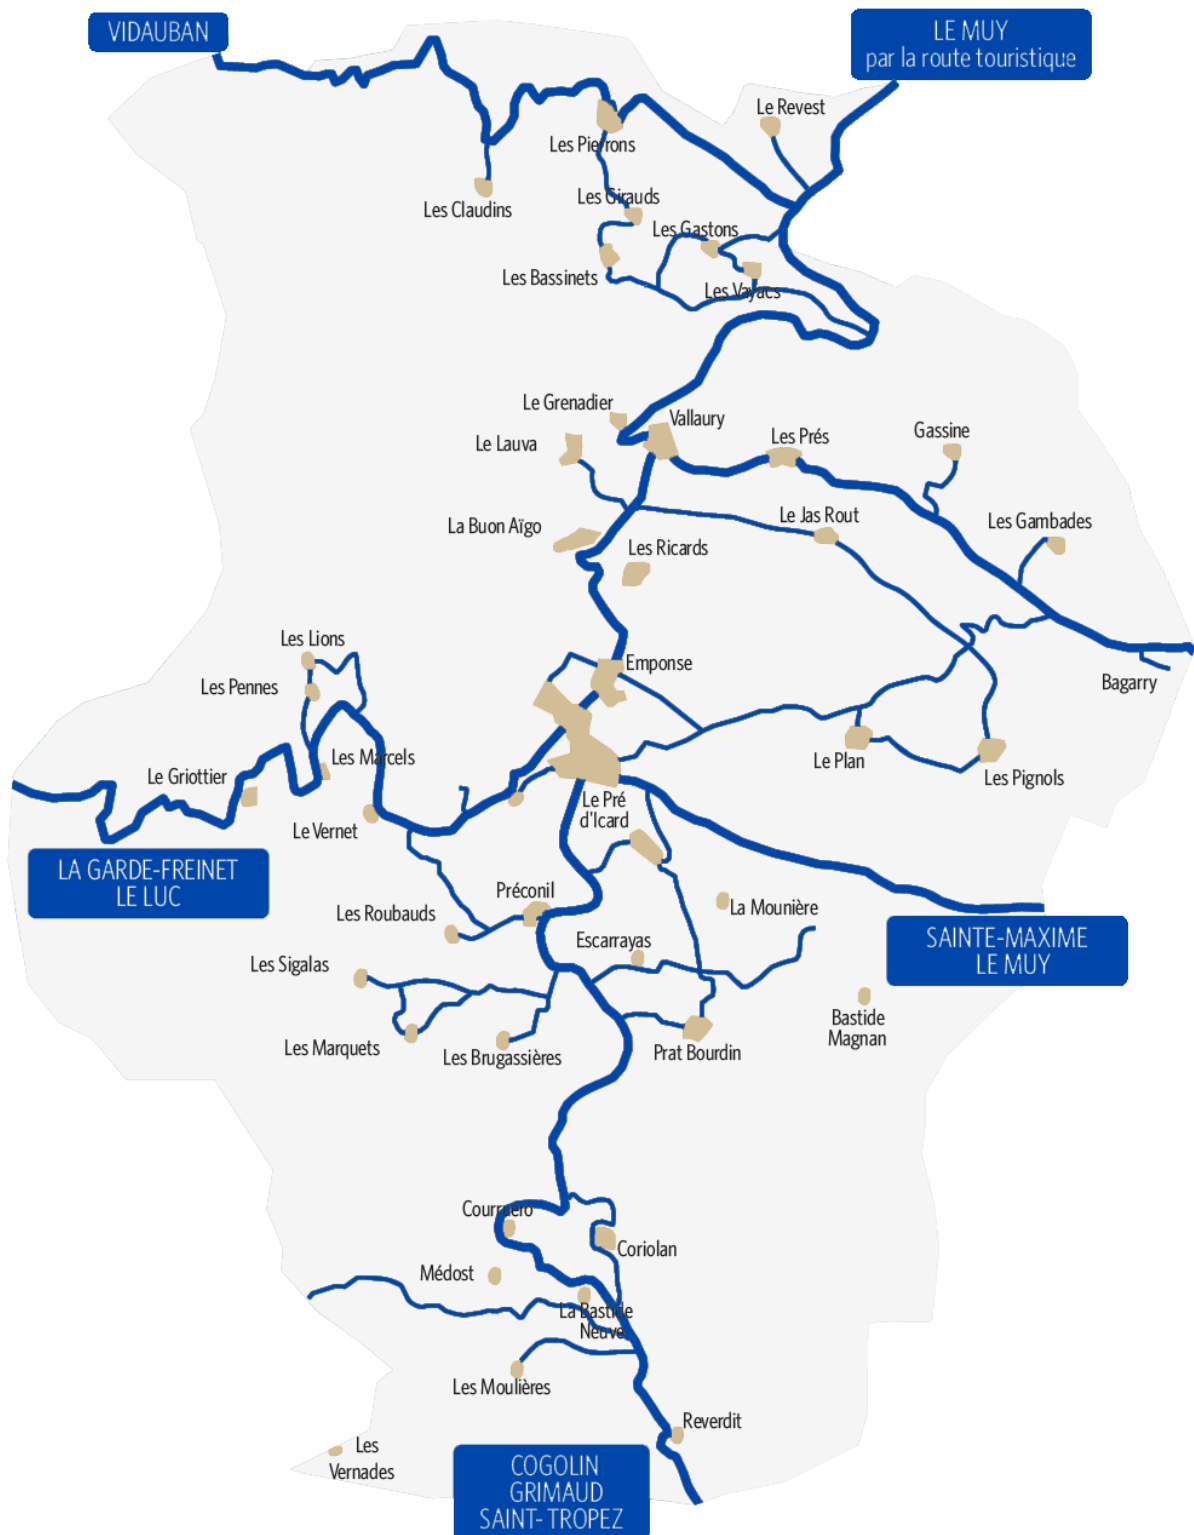 VIDAUBAN
LE MUY
par la route touristique
Le Revest
Les Pierrons
Les Claudins
Les Girauds
Les Gastons
Les Bassinets
Les Vayacs
Le Grenadier
Vallaury
Le Lauva
Les Prés
Gassine
La Buon Aïgo
Le Jas Rout
Les Gambades
Les Ricards
Les Lions
Emponse
Les Pennes
Bagarry
Les Marcels
Le Griottier
Le Plan
Les Pignols
Le Vernet
Le Pré
d'Icard
LA GARDE-FREINET
LE LUC
Préconil
Les Roubauds
La Mounière
SAINTE-MAXIME
LE MUY
Escarrayas
Les Sigalas
Bastide
Magnan
Les Marquets
Les Brugassières
Prat Bourdin
Courruero
Coriolan
Médost
La Bastide
Neuve
Les Moulières
Reverdit
Les
Vernades
COGOLIN
GRIMAUD
SAINT- TROPEZ